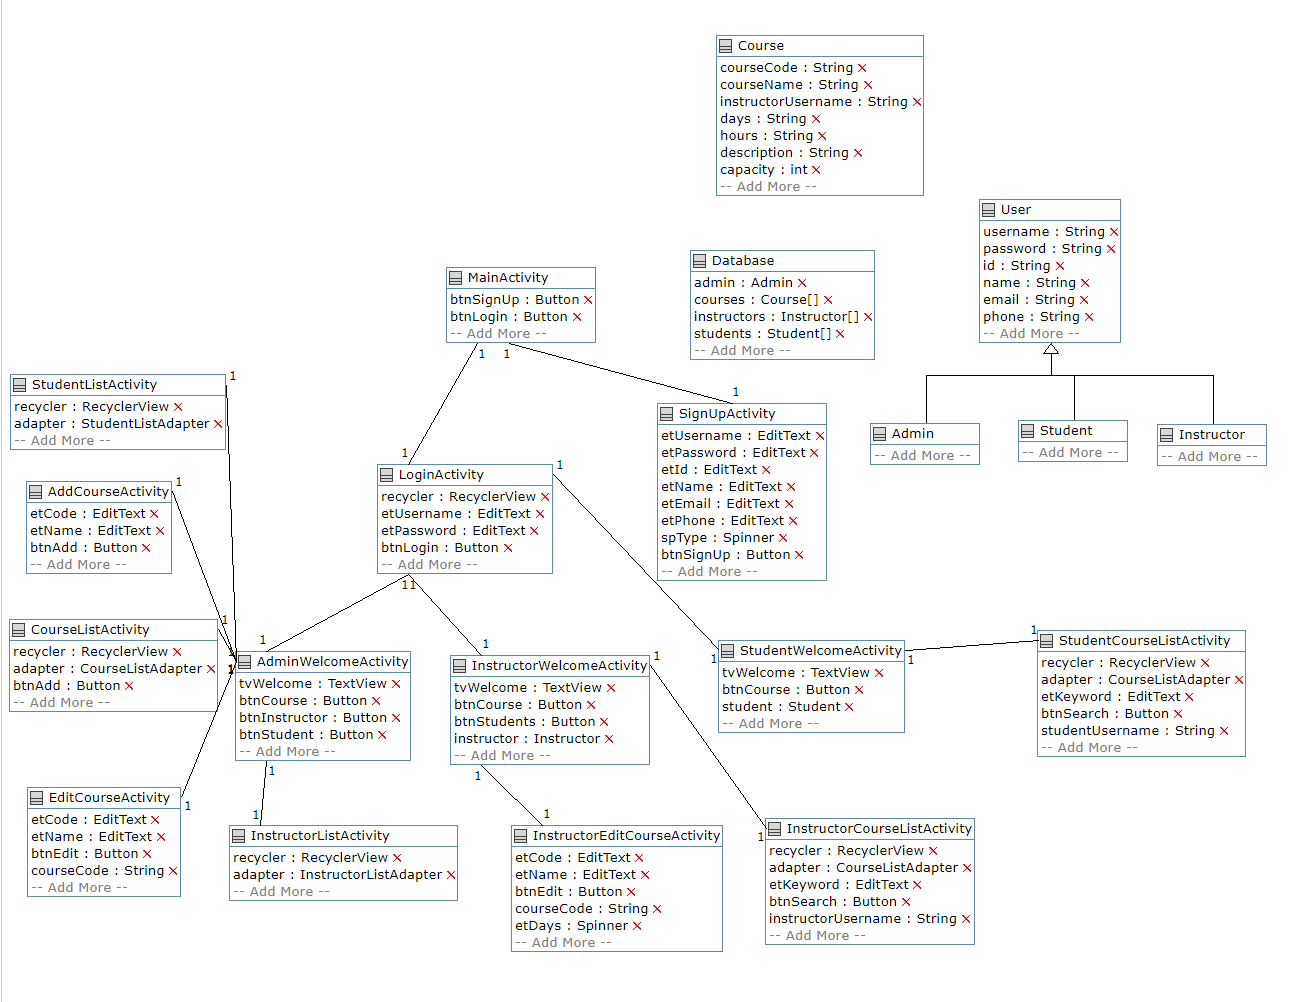 Course
courseCode : String
courseName : String
instructorUsername : String
days : String
hours : String
description : String
capacity : int
-- Add More --
User
username : String
password : String
id : String
name : String
email : String
phone : String
-- Add More --
Database
admin : Admin
courses : Course[]
instructors : Instructor[]
students : Student[]
-- Add More --
MainActivity
btnSignUp : Button
btnLogin : Button
-- Add More --
1 1
1
1
1
StudentListActivity
recycler : RecyclerView
adapter : StudentListAdapter
-- Add More --
SignUpActivity
etUsername : EditText
etPassword : EditText
etId : EditText
etName : EditText
etEmail : EditText
etPhone : EditText
spType : Spinner
btnSignUp : Button
-- Add More --
Admin
-- Add More --
Student
-- Add More --
Instructor
-- Add More --
LoginActivity
recycler : RecyclerView
etUsername : EditText
etPassword : EditText
btnLogin : Button
-- Add More --
1
11
AddCourseActivity
etCode : EditText
etName : EditText
btnAdd : Button
-- Add More --
1
CourseListActivity
recycler : RecyclerView
adapter : CourseListAdapter
btnAdd : Button
-- Add More --
1
1
1
1
AdminWelcomeActivity
tvWelcome : TextView
btnCourse : Button
btnInstructor : Button
btnStudent : Button
-- Add More --
1
1
InstructorWelcomeActivity
tvWelcome : TextView
btnCourse : Button
btnStudents : Button
instructor : Instructor
-- Add More --
1
1
1
StudentWelcomeActivity
tvWelcome : TextView
btnCourse : Button
student : Student
-- Add More --
1
1
StudentCourseListActivity
recycler : RecyclerView
adapter : CourseListAdapter
etKeyword : EditText
btnSearch : Button
studentUsername : String
-- Add More --
EditCourseActivity
etCode : EditText
etName : EditText
btnEdit : Button
courseCode : String
-- Add More --
1
1
InstructorListActivity
recycler : RecyclerView
adapter : InstructorListAdapter
-- Add More --
1
InstructorEditCourseActivity
etCode : EditText
etName : EditText
btnEdit : Button
courseCode : String
etDays : Spinner
-- Add More --
1
InstructorCourseListActivity
recycler : RecyclerView
adapter : CourseListAdapter
etKeyword : EditText
btnSearch : Button
instructorUsername : String
-- Add More --